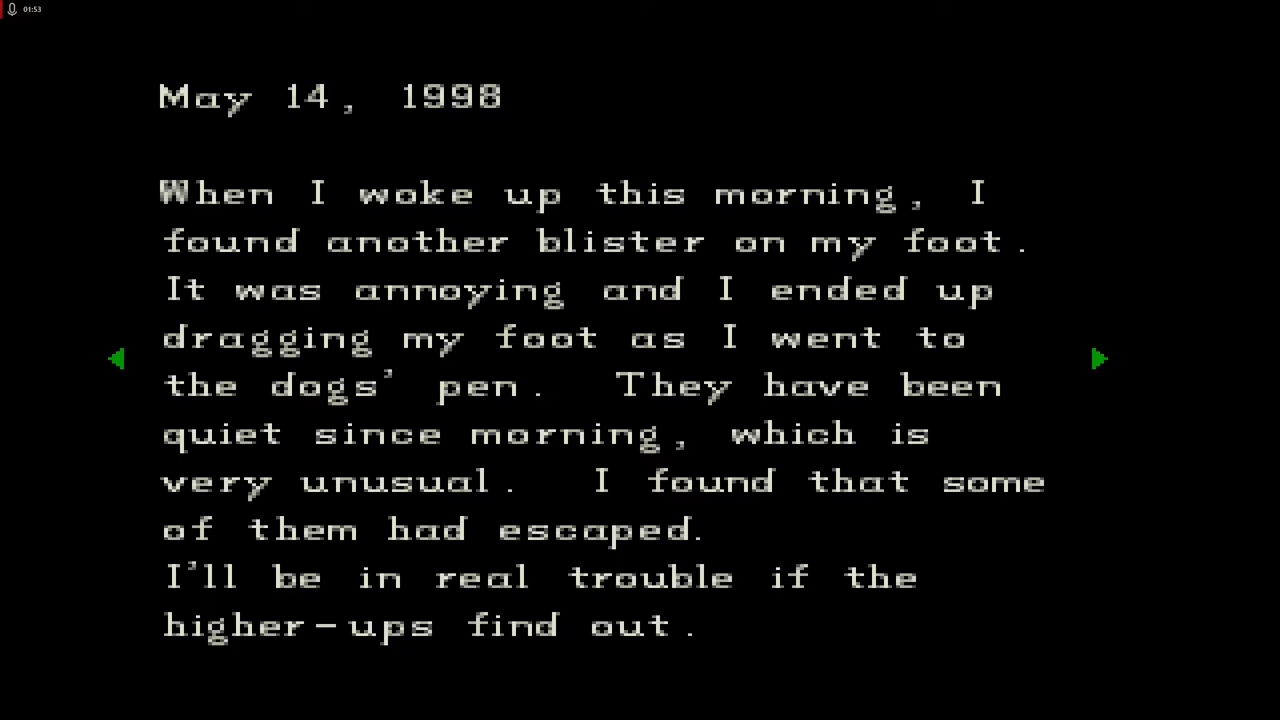 01:53
May 14, 1998
When I woke up this morning, I
found another blister on my foot.
It was annoying and I ended up
dragging my foot as I went to
the dogs' pen. They have been
quiet since morning, which is
very unusual. I found that some
of them had escaped.
I'll be in real trouble if the
higher-ups find out.